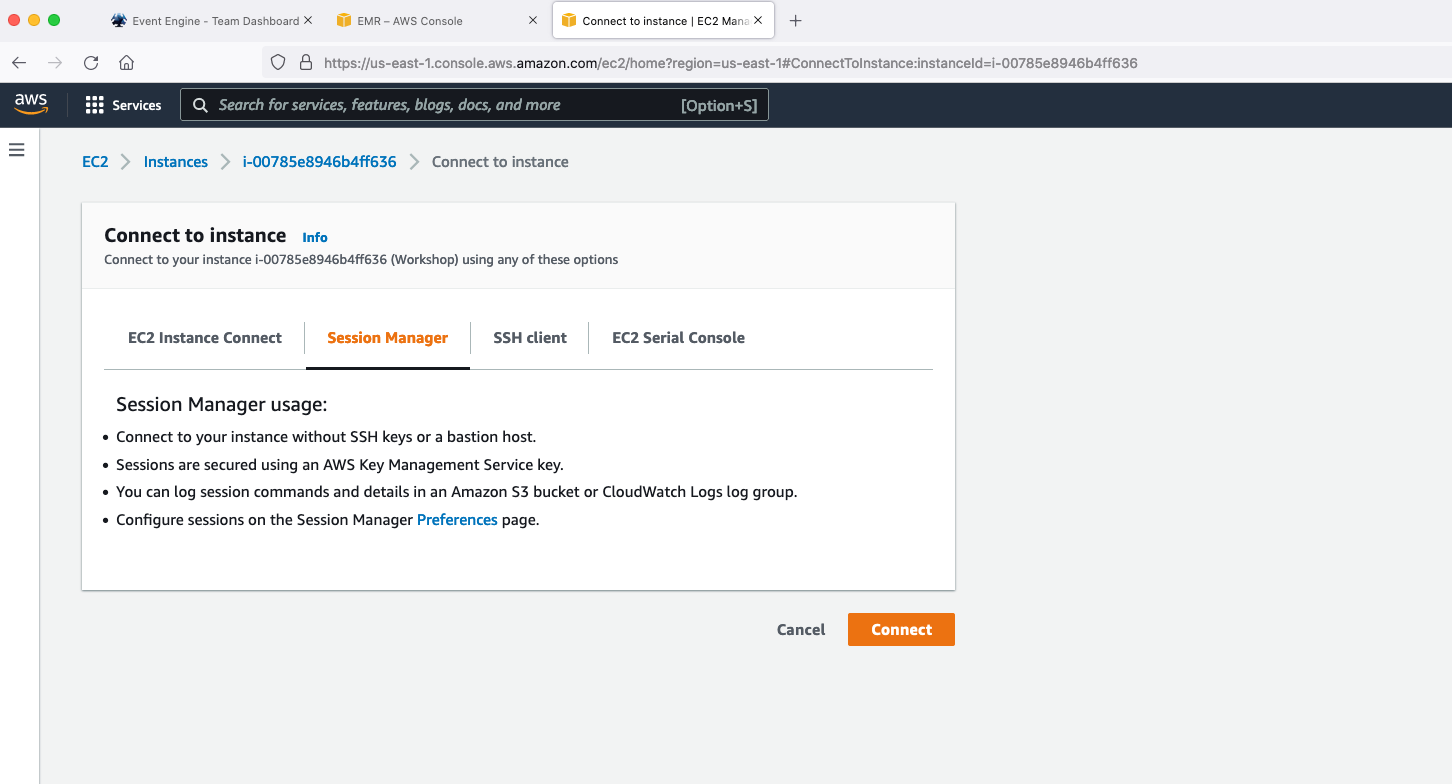 Event Engine - Team Dashboard
EMR – AWS Console
Connect to instance | EC2 Mana
https://us-east-1.console.aws.amazon.com/ec2/home?region=us-east-1#ConnectToInstance:instanceId=i-00785e8946b4ff636
aws
Services
Search for services, features, blogs, docs, and more
[Option+S]
EC2 > Instances > i-00785e8946b4ff636 > Connect to instance
Connect to instance Info
Connect to your instance i-00785e8946b4ff636 (Workshop) using any of these options
EC2 Instance Connect
Session Manager
SSH client
EC2 Serial Console
Session Manager usage:
• Connect to your instance without SSH keys or a bastion host.
• Sessions are secured using an AWS Key Management Service key.
• You can log session commands and details in an Amazon S3 bucket or CloudWatch Logs log group.
• Configure sessions on the Session Manager Preferences page.
Cancel
Connect